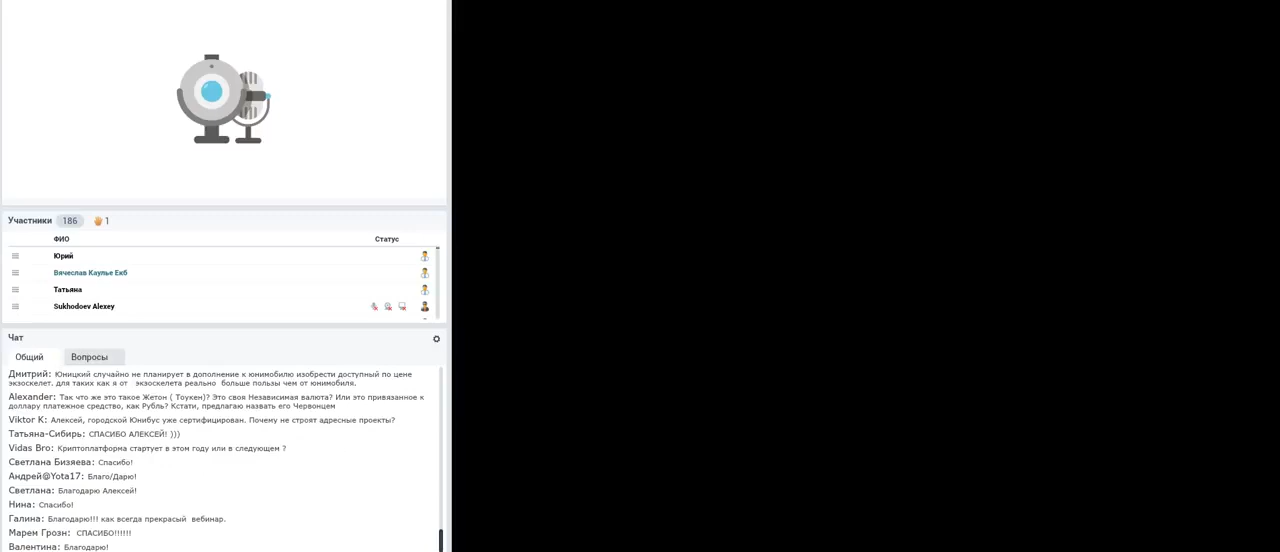 Участники 186 1
ФИО Статус
Юрий
Вячеслав Каулье Екб
Татьяна
Sukhodoev Alexey
Чат
Общий Вопросы
Дмитрий: Юницкий случайно не планирует в дополнение к юнимобилю изобрести доступный по цене
экзоскелет. для таких как я от экзоскелета реально больше пользы чем от юнимобиля.
Alexander: Так что же это такое Жетон ( Тоукен)? Это своя Независимая валюта? Или это привязанное к
доллару платежное средство, как Рубль? Кстати, предлагаю назвать его Червонцем
Viktor K: Алексей, городской Юнибус уже сертифицирован. Почему не строят адресные проекты?
Татьяна-Сибирь: СПАСИБО АЛЕКСЕЙ! )))
Vidas Bro: Криптоплатформа стартует в этом году или в следующем ?
Светлана Бизяева: Спасибо!
Андрей@Yota17: Благо/Дарю!
Светлана: Благодарю Алексей!
Нина: Спасибо!
Галина: Благодарю!!! как всегда прекрасый вебинар.
Марем Грозн: СПАСИБО!!!!!!
Валентина: Благодарю!